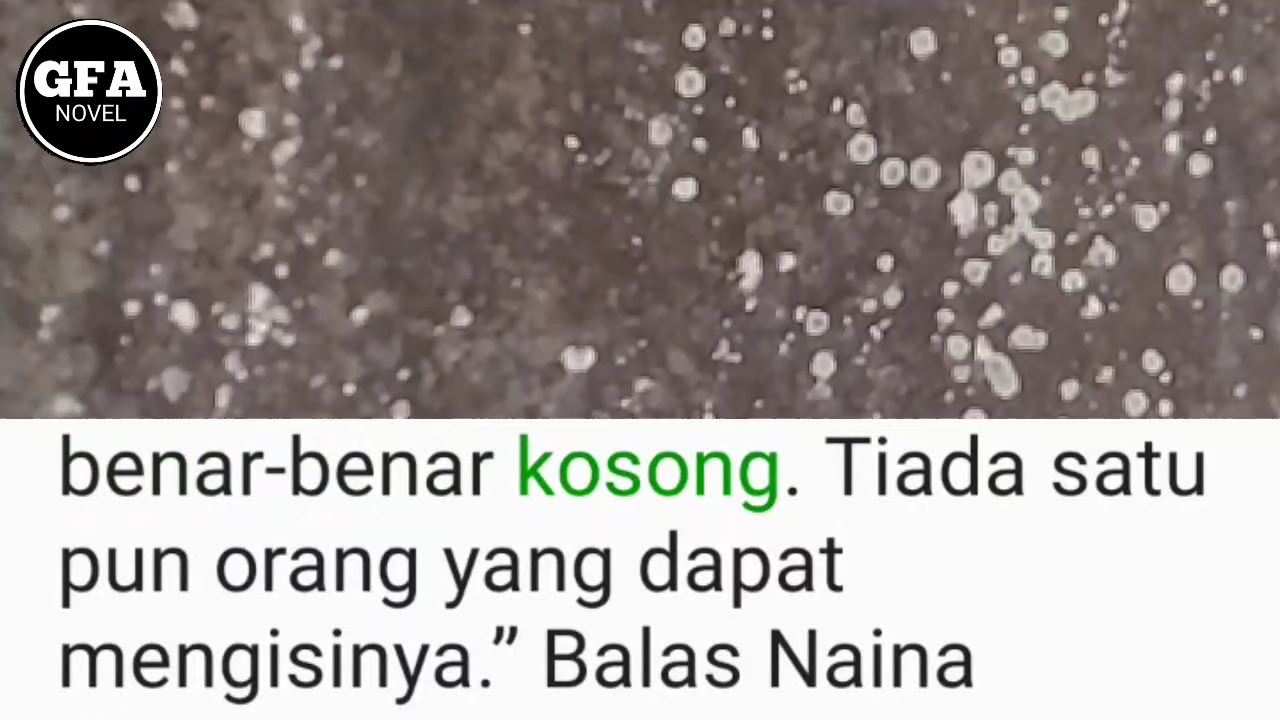 GFA
NOVEL
benar-benar kosong. Tiada satu
pun orang yang dapat
mengisinya.” Balas Naina